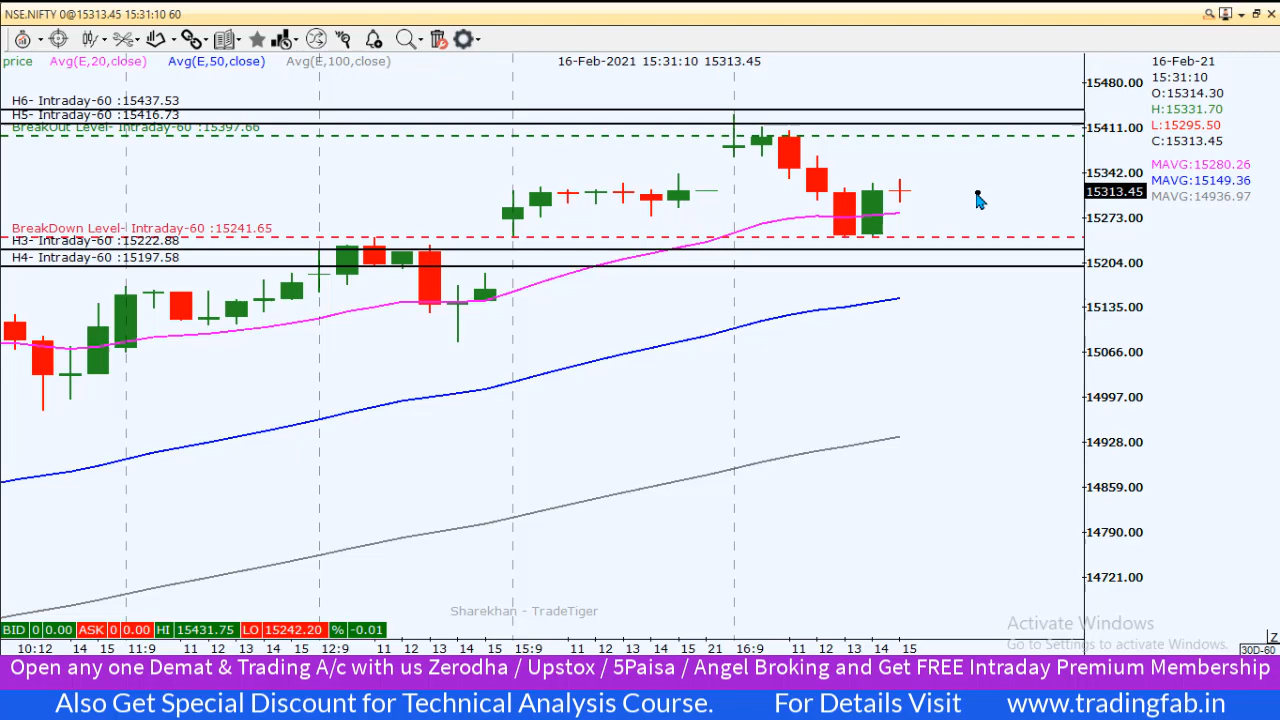 NSE.NIFTY 0@15313.45 15:31:10 60
price Avg(E,20,close) Avg(E,50,close) Avg(E,100,close) 16-Feb-2021 15:31:10 15313.45
16-Feb-21
15:31:10
O:15314.30
H:15331.70
L:15295.50
C:15313.45
MAVG:15280.26
MAVG:15149.36
MAVG:14936.97
15480.00
15411.00
15342.00
15313.45
15273.00
15204.00
15135.00
15066.00
14997.00
14928.00
14859.00
14790.00
14721.00
H6- Intraday-60 :15437.53
H5- Intraday-60 :15416.73
BreakOut Level- Intraday-60 :15397.66
BreakDown Level- Intraday-60 :15241.65
H3- Intraday-60 :15222.88
H4- Intraday-60 :15197.58
Sharekhan - TradeTiger
Activate Windows
Go to Settings to activate Windows.
BID 0 0.00 ASK 0 0.00 HI 15431.75 LO 15242.20 % -0.01
10:12 14 15 11 12 13 14 15 12:9 11 12 13 14 15 15:9 11 12 13 14 15 21 16:9 11 12 13 14 15
Z
30D-60
Open any one Demat & Trading A/c with us Zerodha / Upstox / 5Paisa / Angel Broking and Get FREE Intraday Premium Membership
Also Get Special Discount for Technical Analysis Course. For Details Visit www.tradingfab.in